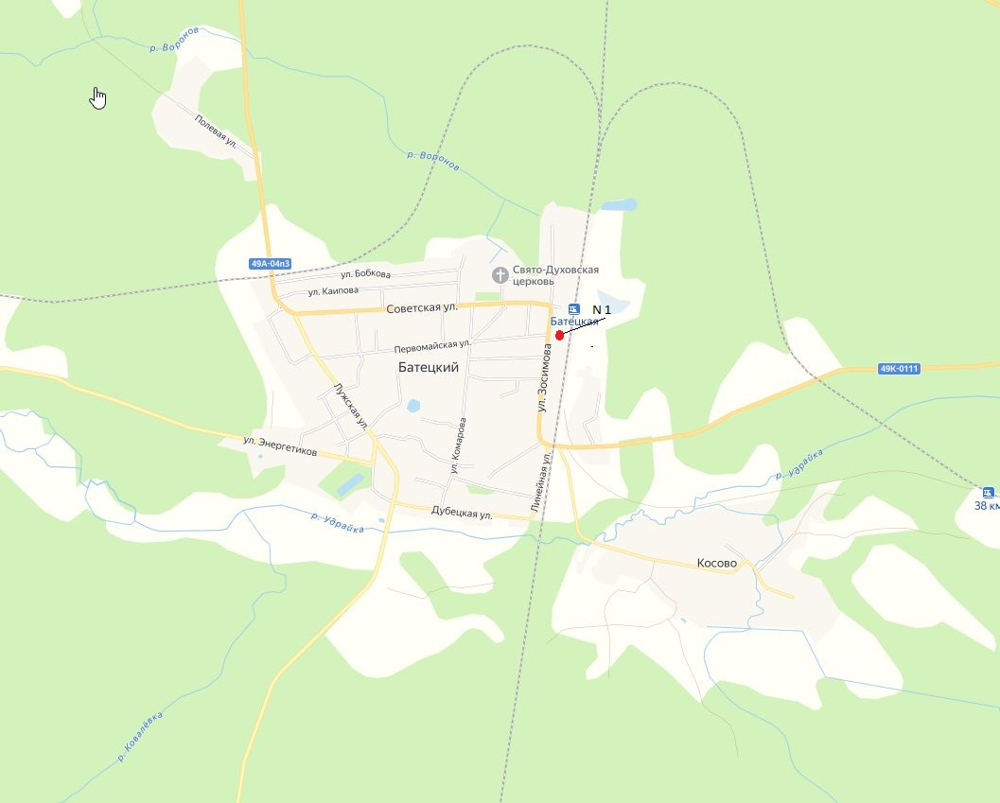 р. Воронов
Полевая ул.
р. Воронов
49А-04п3
ул. Бобкова
ул. Каипова
Свято-Духовская
церковь
Советская ул.
N 1
Батецкая
Первомайская ул.
Батецкий
49К-0111
ул. Зосимова
Лужская ул.
ул. Энергетиков
ул. Комарова
Линейная ул.
р. Удрайка
38 км
Дубецкая ул.
р. Удрайка
Косово
р. Ковалёвка